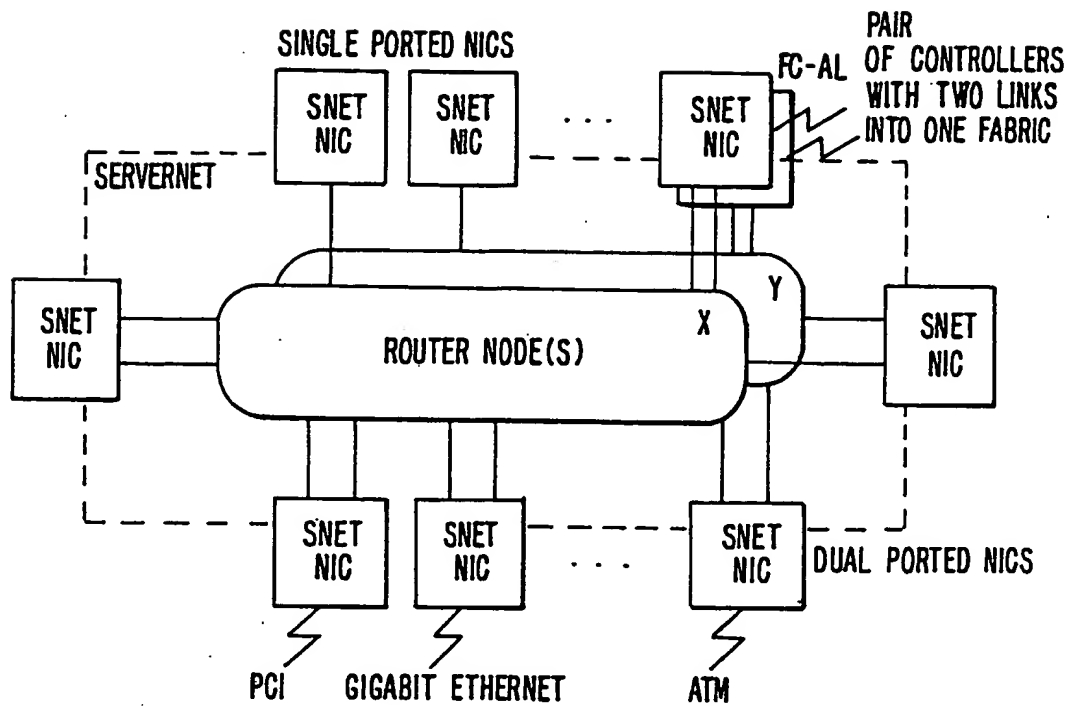 SINGLE PORTED NICS
FC-AL
PAIR
OF CONTROLLERS
WITH TWO LINKS
INTO ONE FABRIC
SNET
NIC
SNET
NIC
. . .
SNET
NIC
SERVERNET
SNET
NIC
ROUTER NODE(S)
X
Y
SNET
NIC
SNET
NIC
SNET
NIC
. . .
SNET
NIC
DUAL PORTED NICS
PCI
GIGABIT ETHERNET
ATM